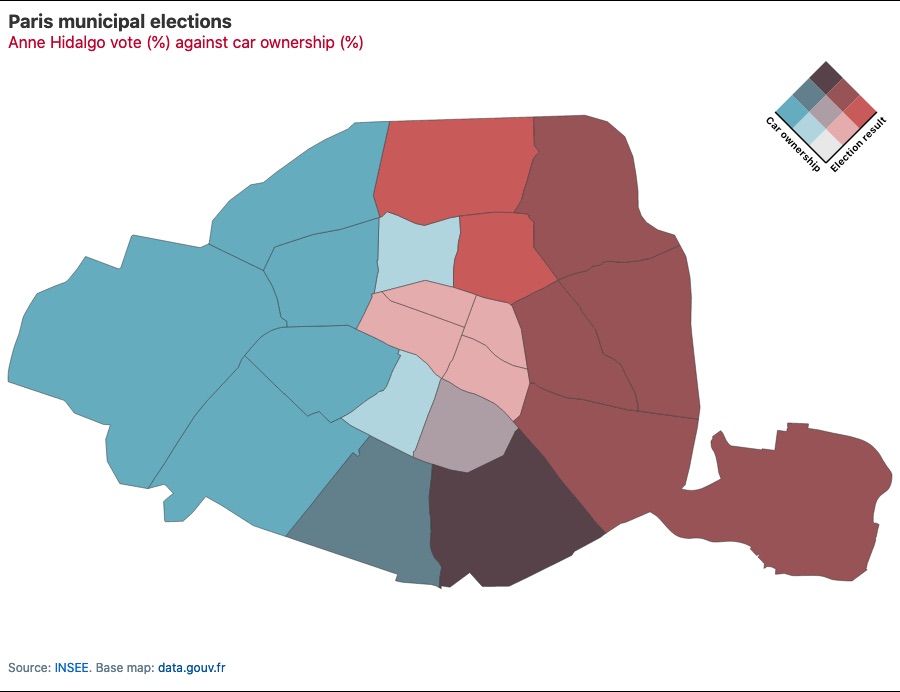 Paris municipal elections
Anne Hidalgo vote (%) against car ownership (%)
Car ownership
Election result
Source: INSEE. Base map: data.gouv.fr